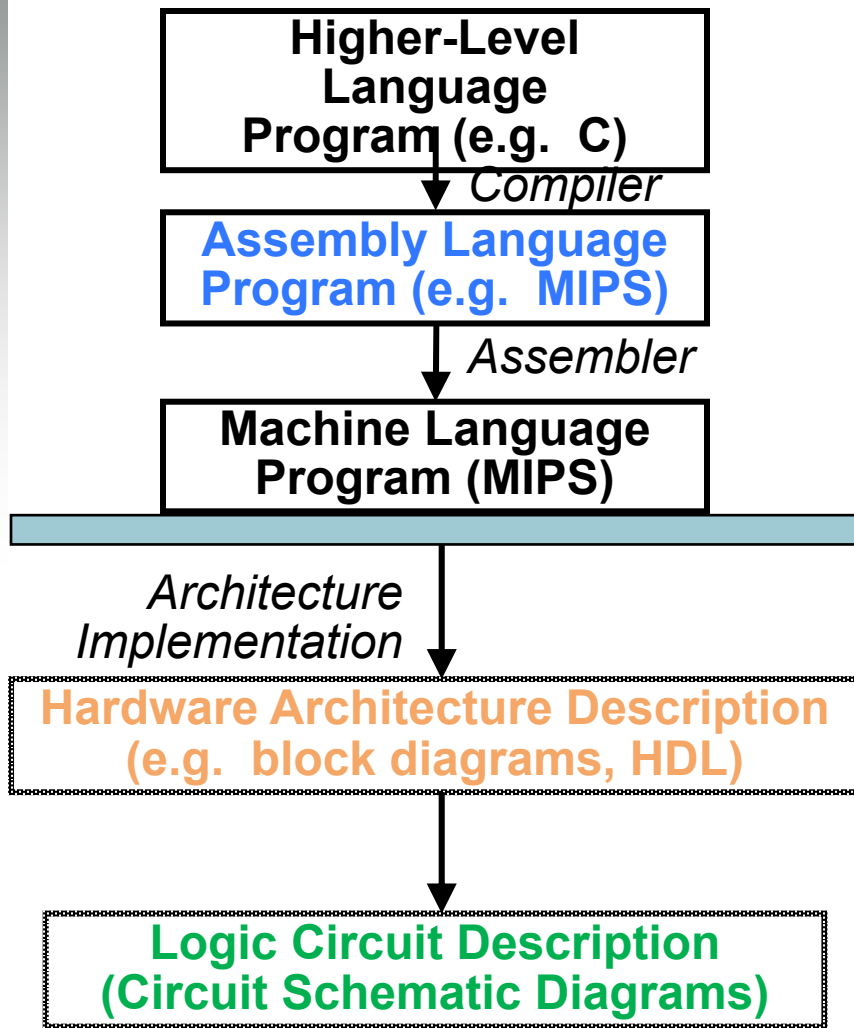 Higher-Level
Language
Program (e.g. C)
Compiler
Assembly Language
Program (e.g. MIPS)
Assembler
Machine Language
Program (MIPS)
Architecture
Implementation
Hardware Architecture Description
(e.g. block diagrams, HDL)
Logic Circuit Description
(Circuit Schematic Diagrams)